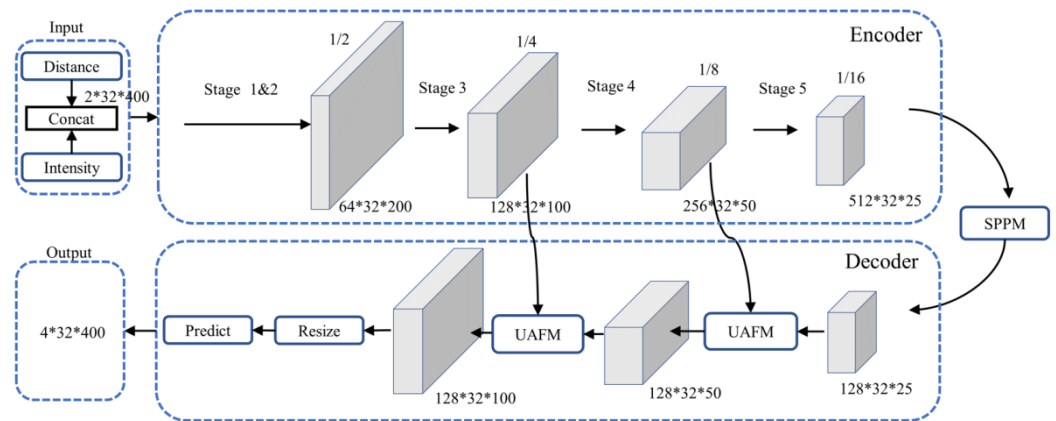 Input
Distance
2*32*400
Concat
Intensity
Encoder
Stage 1&2
1/2
64*32*200
Stage 3
1/4
128*32*100
Stage 4
1/8
256*32*50
Stage 5
1/16
512*32*25
SPPM
Output
4*32*400
Decoder
Predict
Resize
128*32*100
UAFM
128*32*50
UAFM
128*32*25